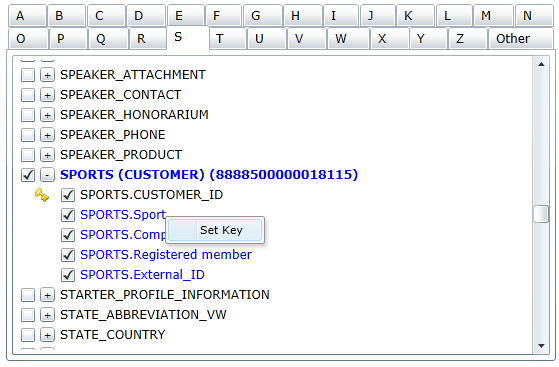 A B C D E F G H I J K L M N
O P Q R S T U V W X Y Z Other
SPEAKER_ATTACHMENT
SPEAKER_CONTACT
SPEAKER_HONORARIUM
SPEAKER_PHONE
SPEAKER_PRODUCT
SPORTS (CUSTOMER) (8888500000018115)
SPORTS.CUSTOMER_ID
SPORTS.Sport
Set Key
SPORTS.Comp
SPORTS.Registered member
SPORTS.External_ID
STARTER_PROFILE_INFORMATION
STATE_ABBREVIATION_VW
STATE_COUNTRY